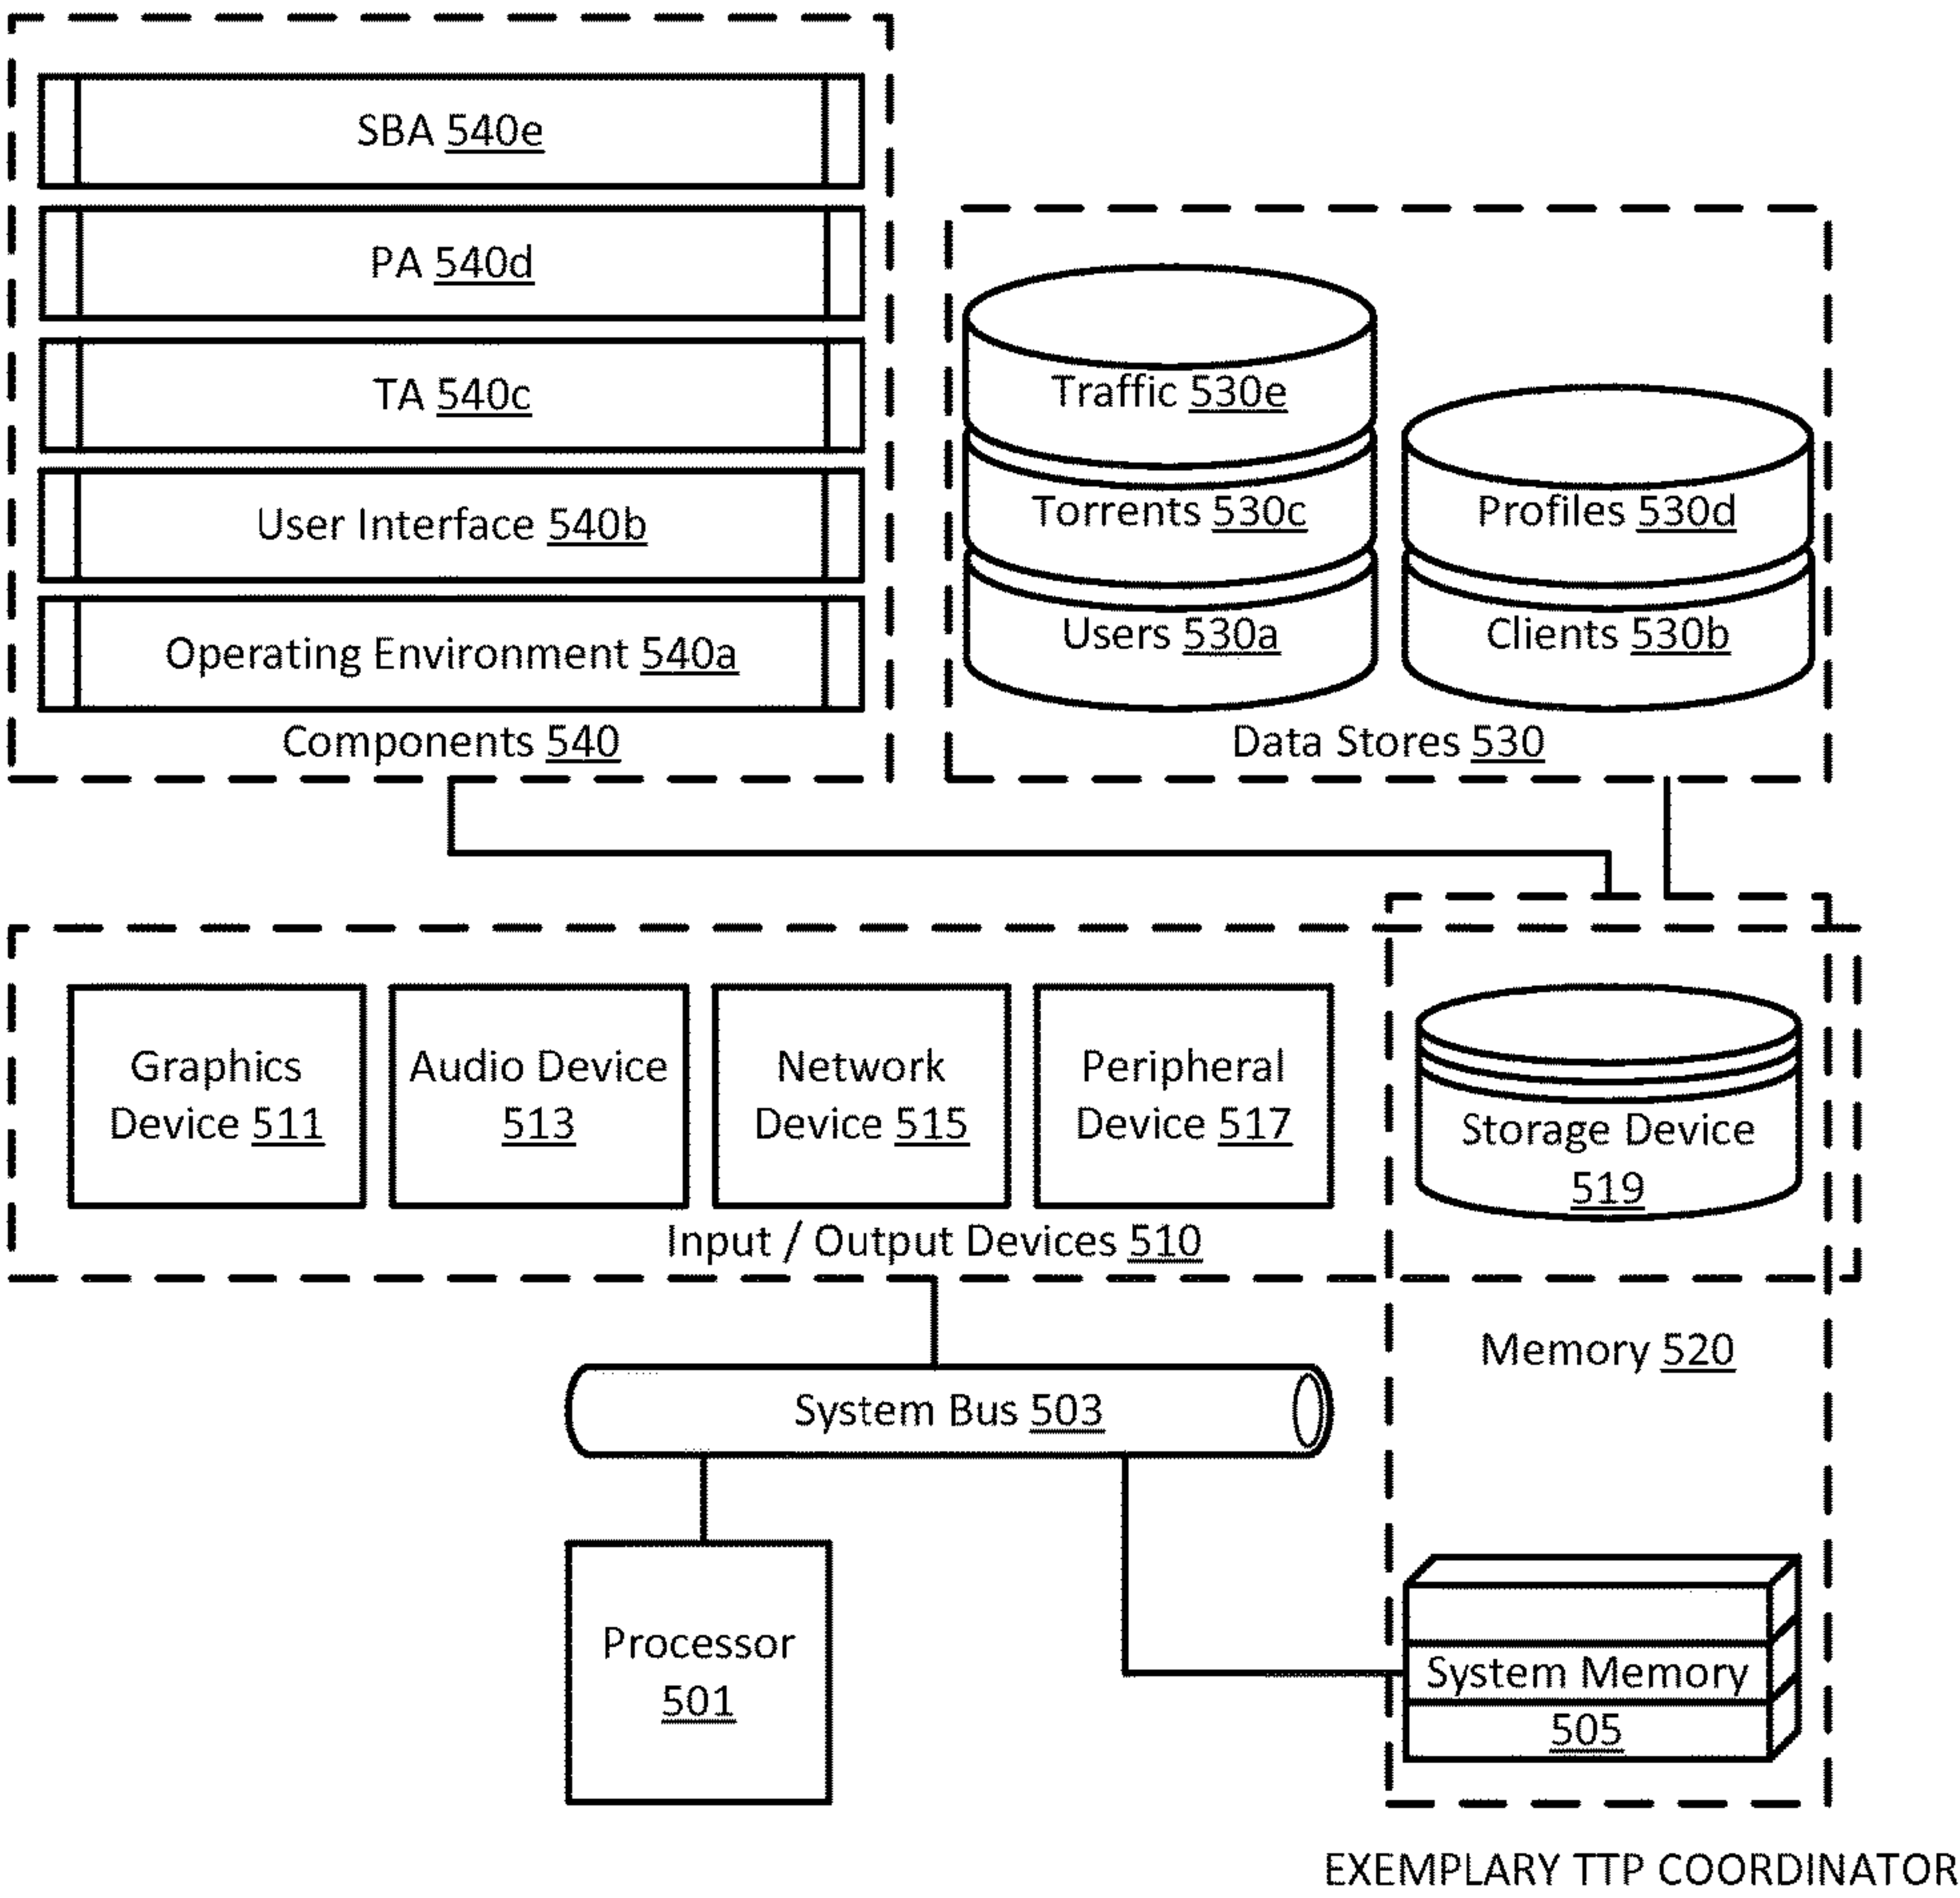 SBA 540e
PA 540d
TA 540c
User Interface 540b
Operating Environment 540a
Components 540
Traffic 530e
Torrents 530c
Users 530a
Profiles 530d
Clients 530b
Data Stores 530
Graphics
Device 511
Audio Device
513
Network
Device 515
Peripheral
Device 517
Storage Device
519
Input / Output Devices 510
Memory 520
System Bus 503
Processor
501
System Memory
505
EXEMPLARY TTP COORDINATOR